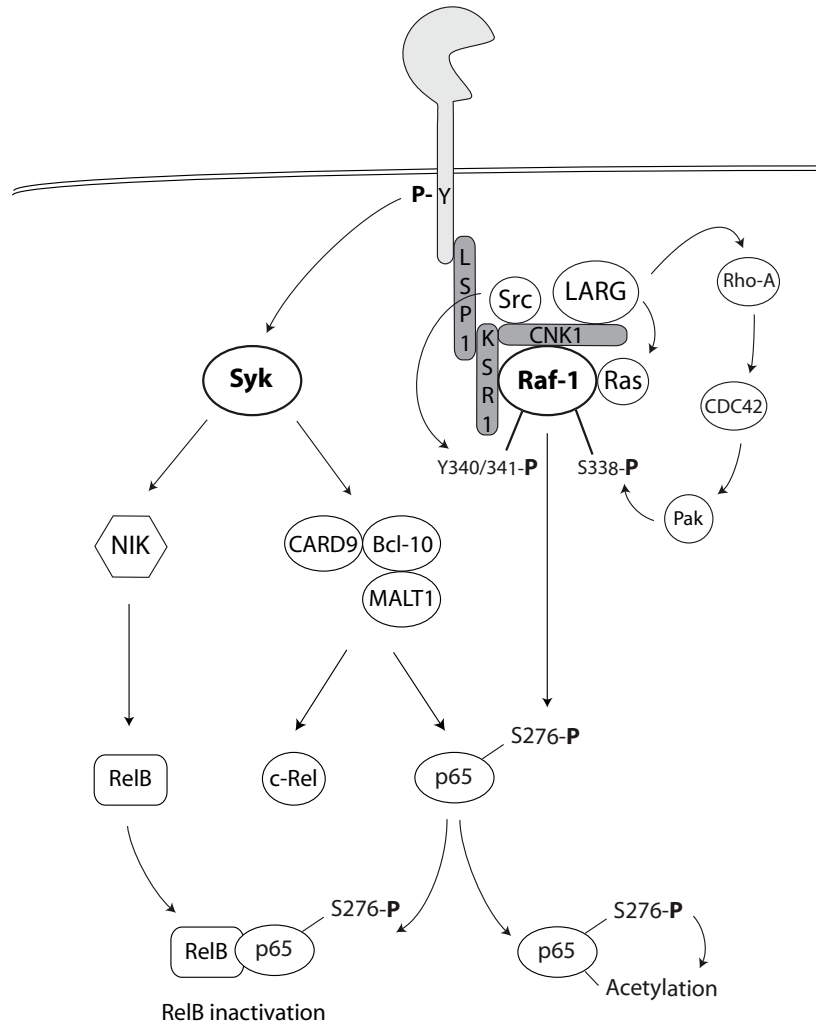 P-Y
LSP1
Src
LARG
Rho-A
KSR1
CNK1
Syk
Raf-1
Ras
CDC42
Y340/341-P
S338-P
Pak
NIK
CARD9
Bcl-10
MALT1
S276-P
RelB
c-Rel
p65
S276-P
S276-P
RelB
p65
p65
Acetylation
RelB inactivation